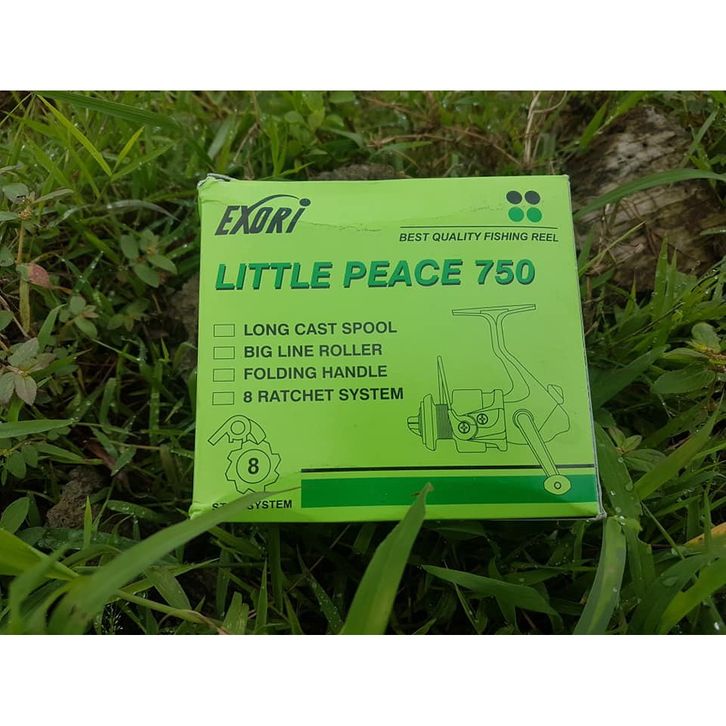 EXORI
BEST QUALITY FISHING REEL
LITTLE PEACE 750
LONG CAST SPOOL
BIG LINE ROLLER
FOLDING HANDLE
8 RATCHET SYSTEM
8
SYSTEM